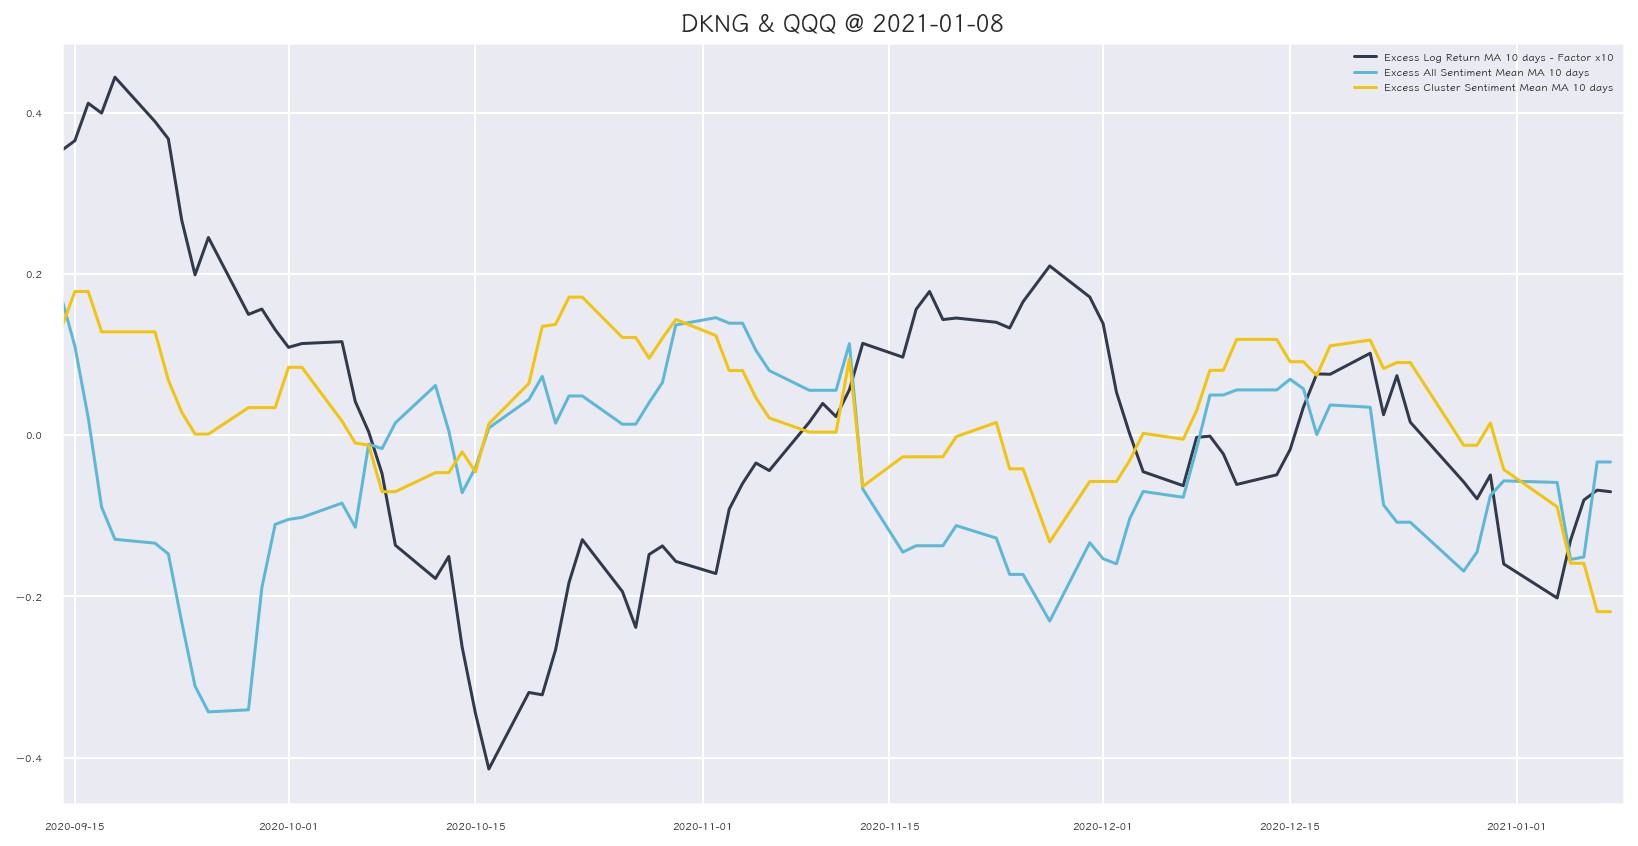 DKNG & QQQ @ 2021-01-08
Excess Log Return MA 10 days - Factor x10
Excess All Sentiment Mean MA 10 days
Excess Cluster Sentiment Mean MA 10 days
0.4
0.2
0.0
−0.2
−0.4
2020-09-15 2020-10-01 2020-10-15 2020-11-01 2020-11-15 2020-12-01 2020-12-15 2021-01-01